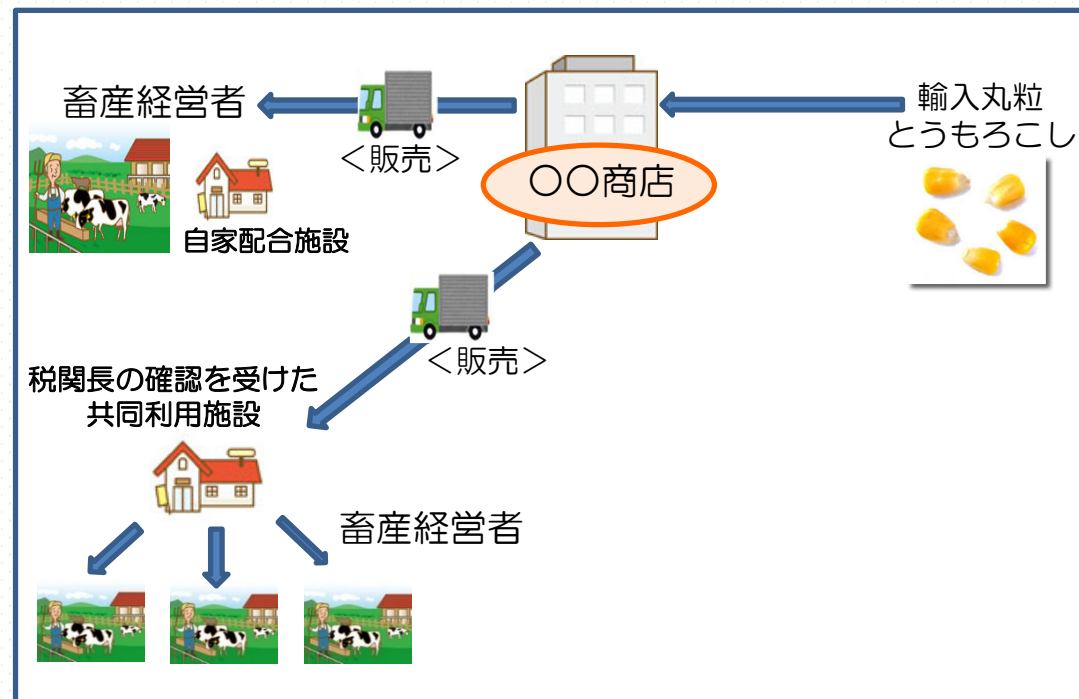 畜産経営者
＜販売＞
自家配合施設
〇〇商店
輸入丸粒
とうもろこし
＜販売＞
税関長の確認を受けた
共同利用施設
畜産経営者